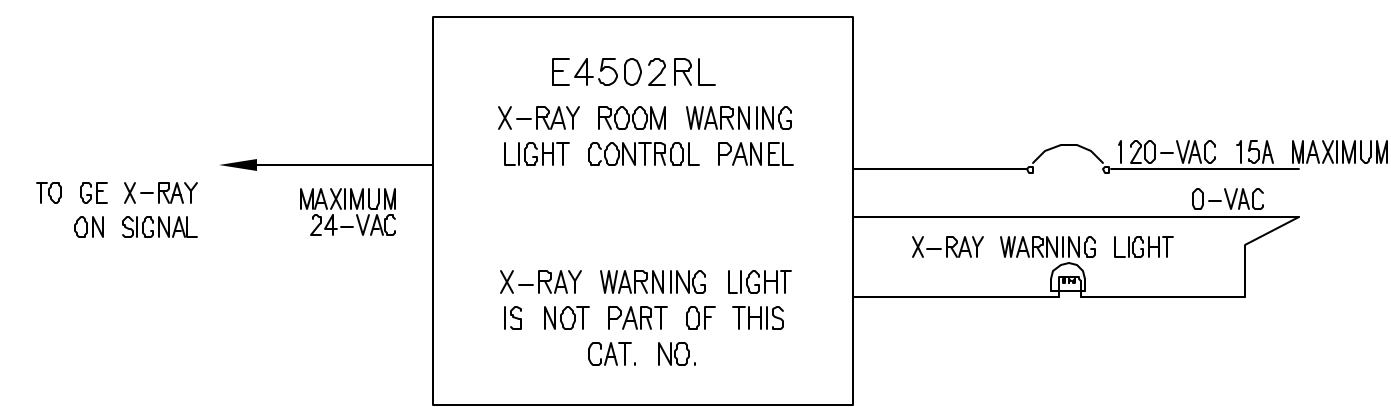 E4502RL
X-RAY ROOM WARNING
LIGHT CONTROL PANEL
TO GE X-RAY
ON SIGNAL
MAXIMUM
24-VAC
120-VAC 15A MAXIMUM
0-VAC
X-RAY WARNING LIGHT
X-RAY WARNING LIGHT
IS NOT PART OF THIS
CAT. NO.